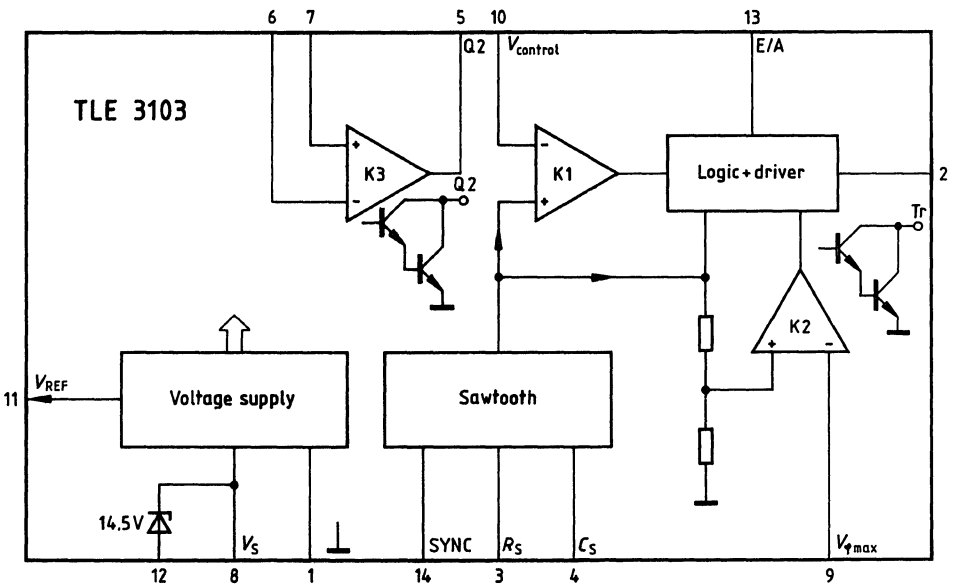 6 7 5 10 13
Q2 Vcontrol E/A
TLE 3103
+ K3 -
- K1 +
Logic+driver
2
Q2
Tr
K2
+ -
11 VREF
Voltage supply
Sawtooth
14,5V
VS
SYNC RS CS
Vφmax
12 8 1 14 3 4 9